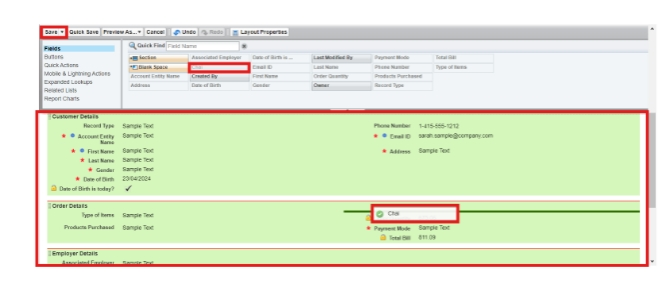 Save ▼ Quick Save Preview As... ▼ Cancel Undo Redo Layout Properties
Fields
Buttons
Quick Actions
Mobile & Lightning Actions
Expanded Lookups
Related Lists
Report Charts
Quick Find Field Name
Section Associated Employer Date of Birth is ... Last Modified By Payment Mode Total Bill
Blank Space Chai Email ID Last Name Phone Number Type of Items
Account Entity Name Created By First Name Order Quantity Products Purchased
Address Date of Birth Gender Owner Record Type
Customer Details
Record Type Sample Text Phone Number 1-415-555-1212
Account Entity Name Sample Text Email ID sarah.sample@company.com
First Name Sample Text Address Sample Text
Last Name Sample Text
Gender Sample Text
Date of Birth 23/04/2024
Date of Birth is today? ✓
Order Details
Type of Items Sample Text Chai
Products Purchased Sample Text Payment Mode Sample Text
Total Bill 811.09
Employer Details
Associated Employer Sample Text